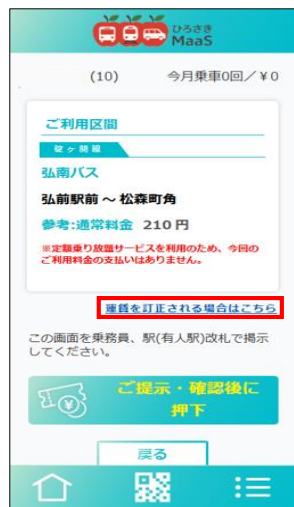 ひろさき
MaaS
(10) 今月乗車0回/¥0
ご利用区間
碇ヶ関線
弘南バス
弘前駅前 ～ 松森町角
参考:通常料金 210 円
※定額乗り放題サービスを利用のため、今回の
ご利用料金の支払いはありません。
運賃を訂正される場合はこちら
この画面を乗務員、駅(有人駅)改札で掲示
してください。
ご提示・確認後に
押下
戻る